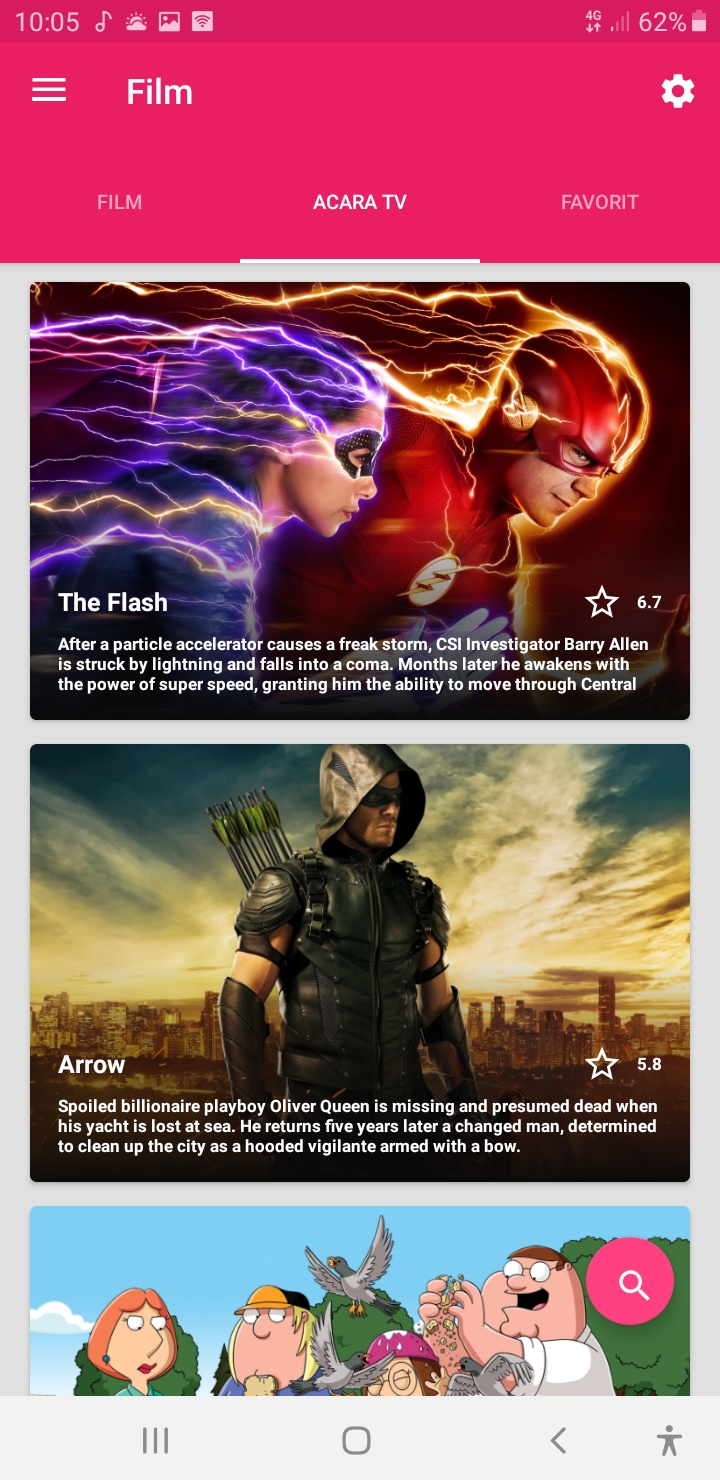 10:05
4G
62%
Film
FILM
ACARA TV
FAVORIT
The Flash
6.7
After a particle accelerator causes a freak storm, CSI Investigator Barry Allen
is struck by lightning and falls into a coma. Months later he awakens with
the power of super speed, granting him the ability to move through Central
Arrow
5.8
Spoiled billionaire playboy Oliver Queen is missing and presumed dead when
his yacht is lost at sea. He returns five years later a changed man, determined
to clean up the city as a hooded vigilante armed with a bow.